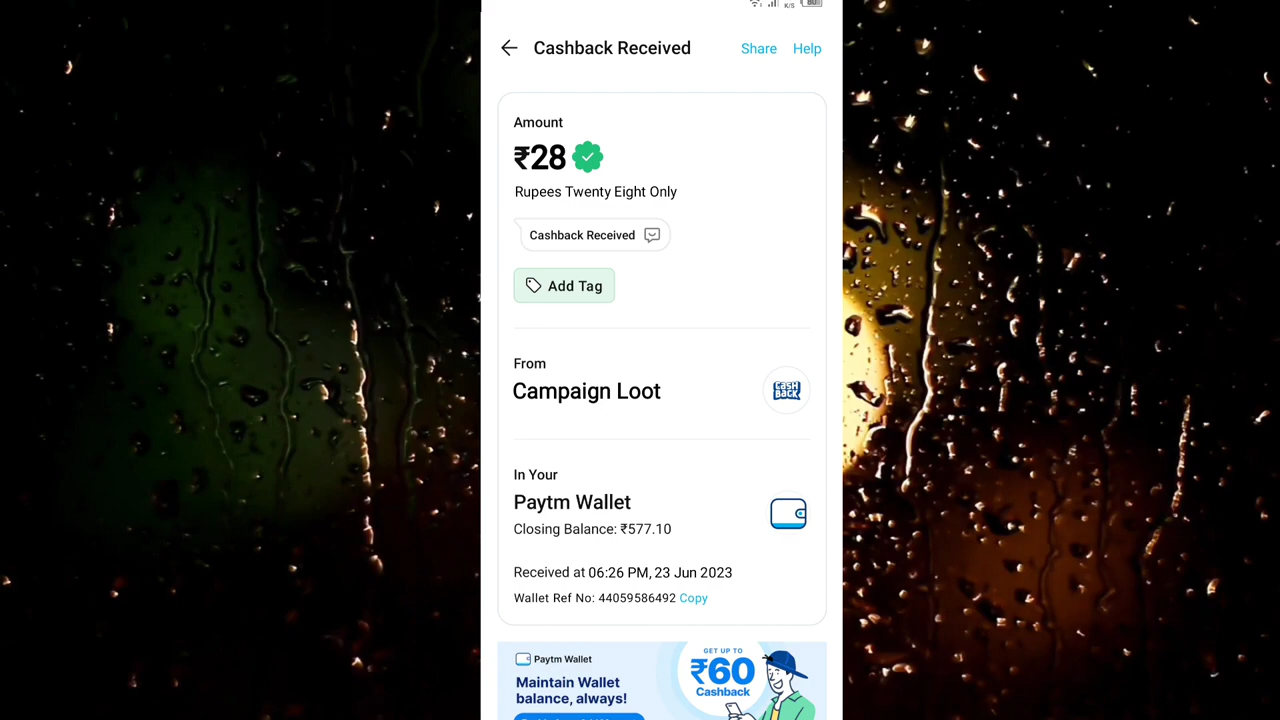 K/S 80
Cashback Received Share Help
Amount
₹28
Rupees Twenty Eight Only
Cashback Received
Add Tag
From
Campaign Loot
CASH
BACK
In Your
Paytm Wallet
Closing Balance: ₹577.10
Received at 06:26 PM, 23 Jun 2023
Wallet Ref No: 44059586492 Copy
Paytm Wallet
Maintain Wallet
balance, always!
GET UP TO
₹60
Cashback